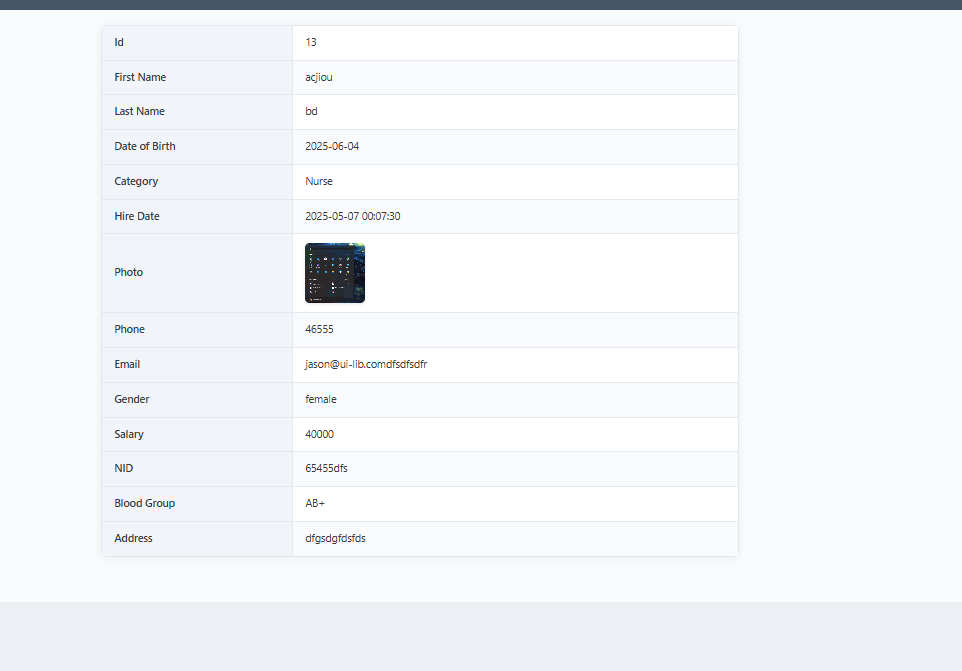 Id 13
First Name acjiou
Last Name bd
Date of Birth 2025-06-04
Category Nurse
Hire Date 2025-05-07 00:07:30
Photo
Phone 46555
Email jason@ui-lib.comdfsdfsdfr
Gender female
Salary 40000
NID 65455dfs
Blood Group AB+
Address dfgsdgfdsfds